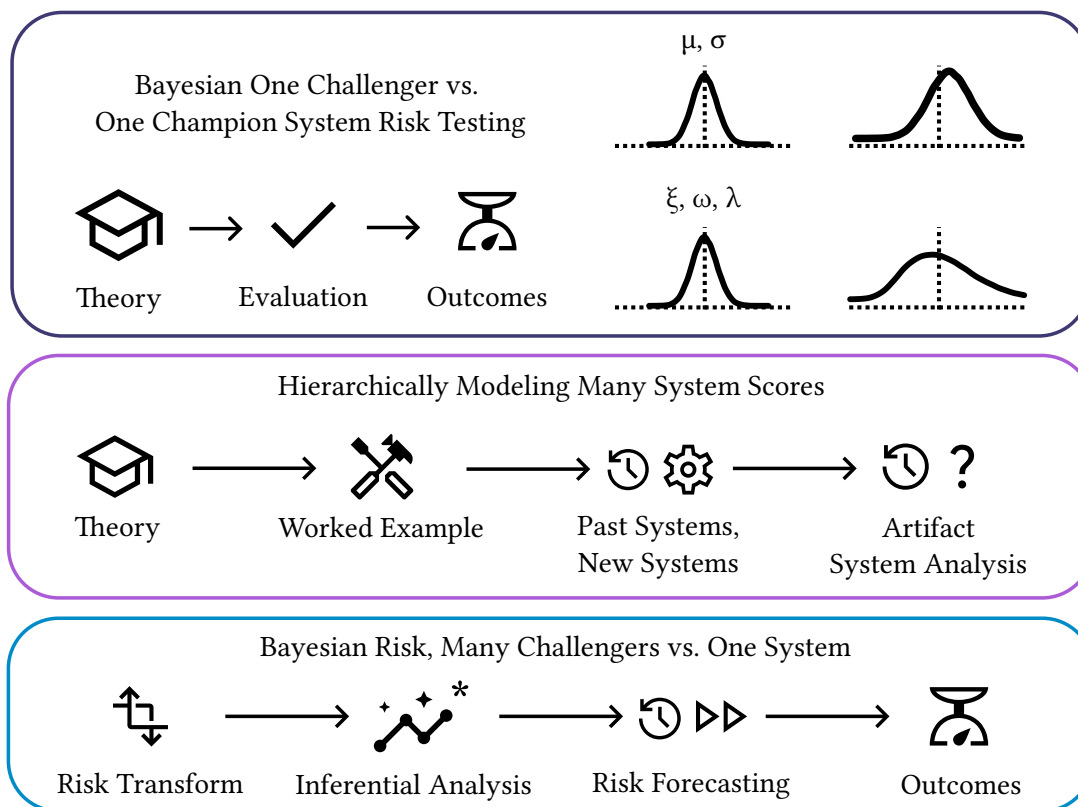 Bayesian One Challenger vs.
One Champion System Risk Testing
μ, σ
ξ, ω, λ
Theory
Evaluation
Outcomes
Hierarchically Modeling Many System Scores
?
Theory
Worked Example
Past Systems,
New Systems
Artifact
System Analysis
Bayesian Risk, Many Challengers vs. One System
*
Risk Transform
Inferential Analysis
Risk Forecasting
Outcomes